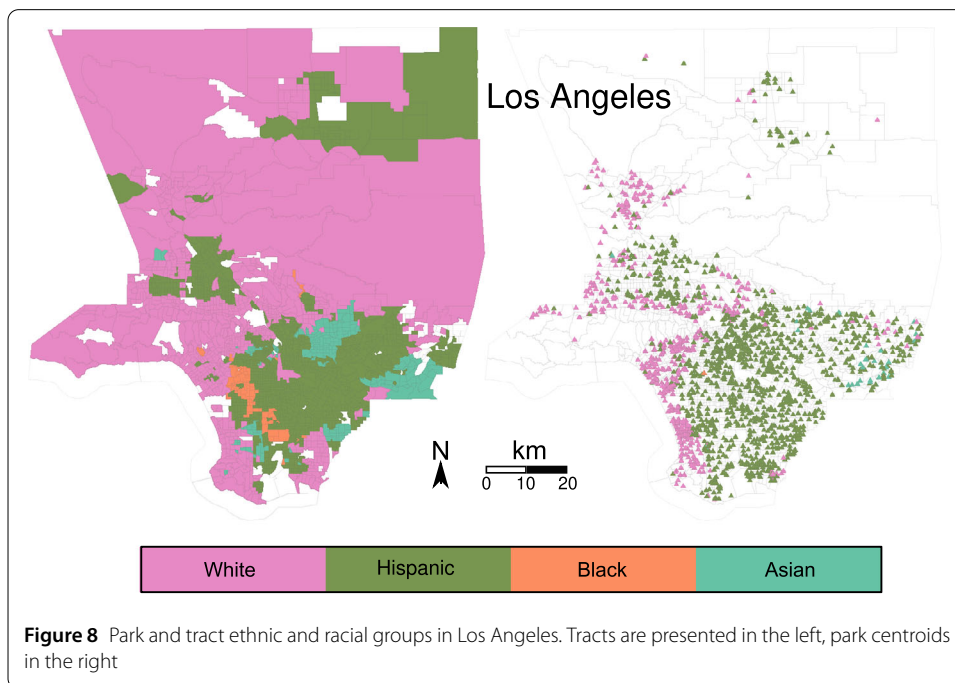 Los Angeles
N
km
0 10 20
White Hispanic Black Asian
Figure 8 Park and tract ethnic and racial groups in Los Angeles. Tracts are presented in the left, park centroids
in the right